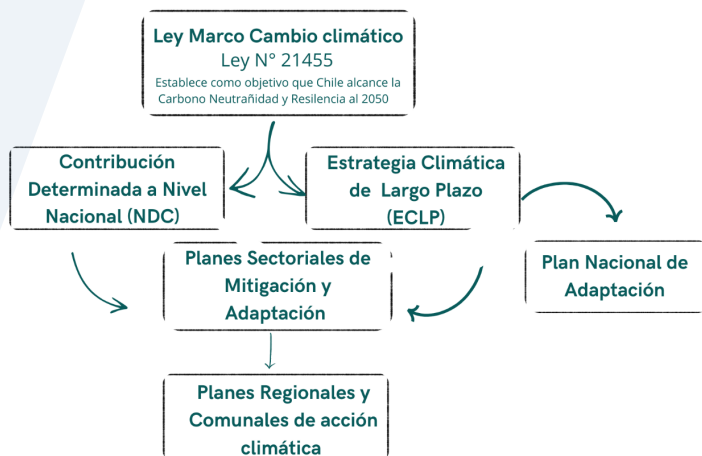 Ley Marco Cambio climático
Ley N° 21455
Establece como objetivo que Chile alcance la
Carbono Neutrañidad y Resilencia al 2050
Contribución
Determinada a Nivel
Nacional (NDC)
Estrategia Climática
de Largo Plazo
(ECLP)
Planes Sectoriales de
Mitigación y
Adaptación
Plan Nacional de
Adaptación
Planes Regionales y
Comunales de acción
climática